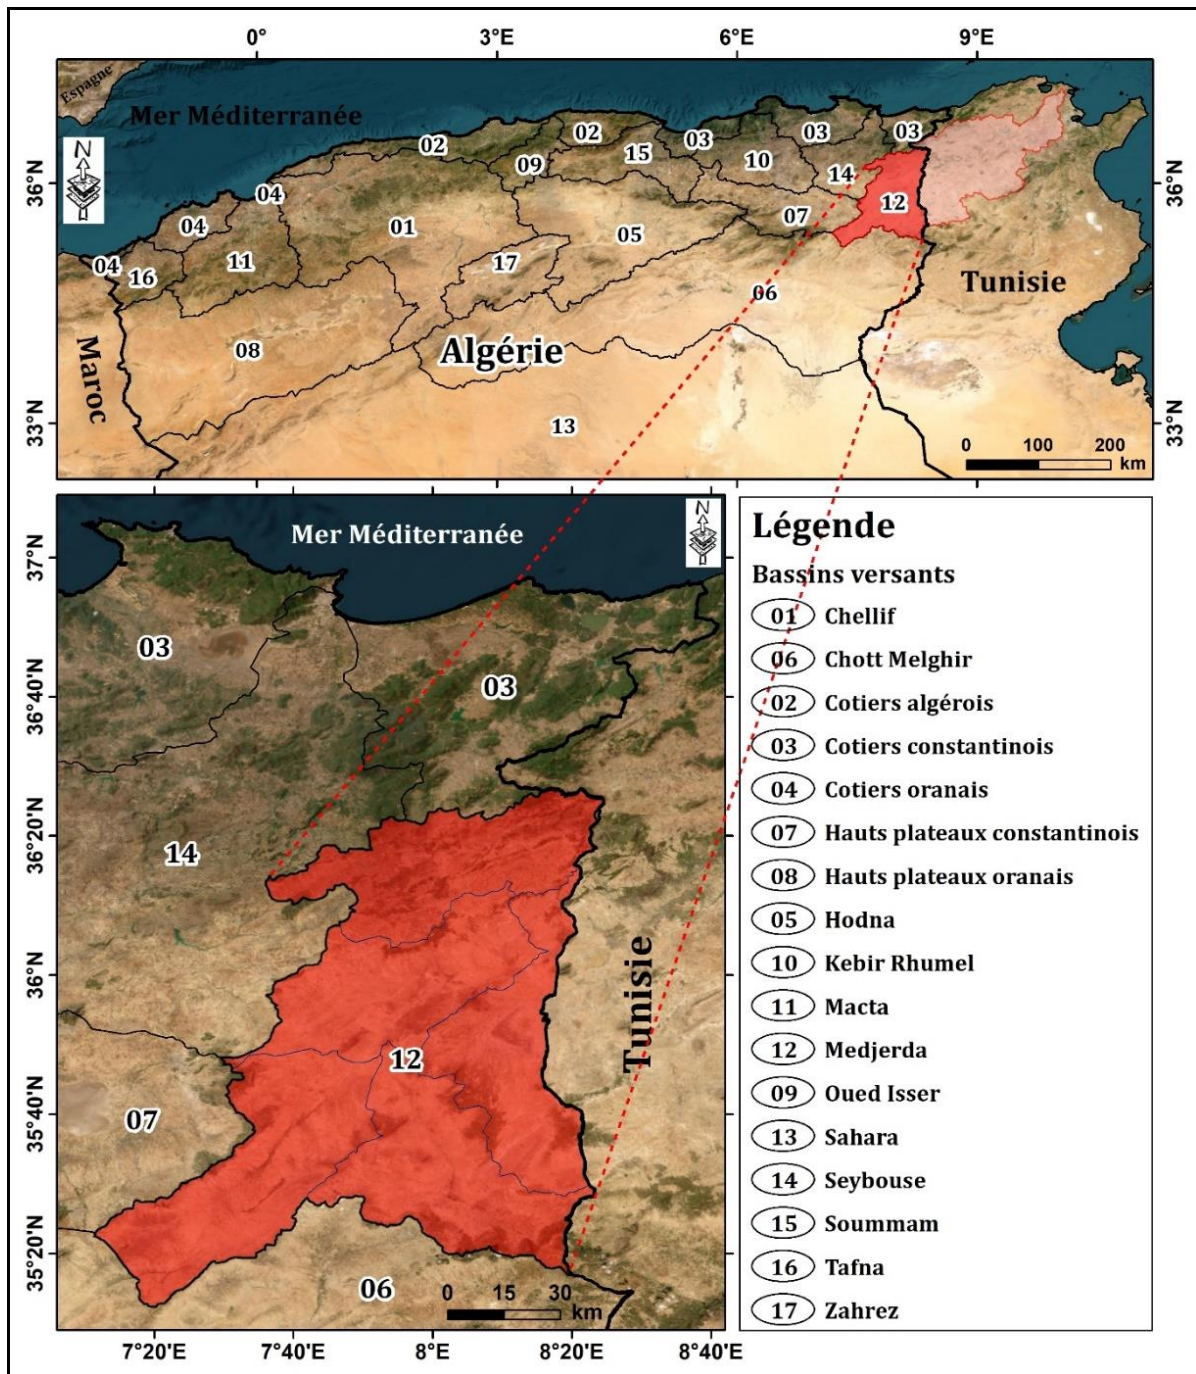 0° 3°E 6°E 9°E
Espagne
Mer Méditerranée
N
36°N
36°N
02
02
03
03
03
09
15
10
14
12
04
04
01
05
07
04
16
11
17
06
Tunisie
Maroc
08
Algérie
33°N
33°N
13
0 100 200
km
Mer Méditerranée
N
37°N
03
03
36°40'N
36°20'N
14
36°N
Tunisie
12
35°40'N
07
35°20'N
06
0 15 30
km
7°20'E 7°40'E 8°E 8°20'E 8°40'E
Légende
Bassins versants
01 Chellif
06 Chott Melghir
02 Cotiers algérois
03 Cotiers constantinois
04 Cotiers oranais
07 Hauts plateaux constantinois
08 Hauts plateaux oranais
05 Hodna
10 Kebir Rhumel
11 Macta
12 Medjerda
09 Oued Isser
13 Sahara
14 Seybouse
15 Soummam
16 Tafna
17 Zahrez